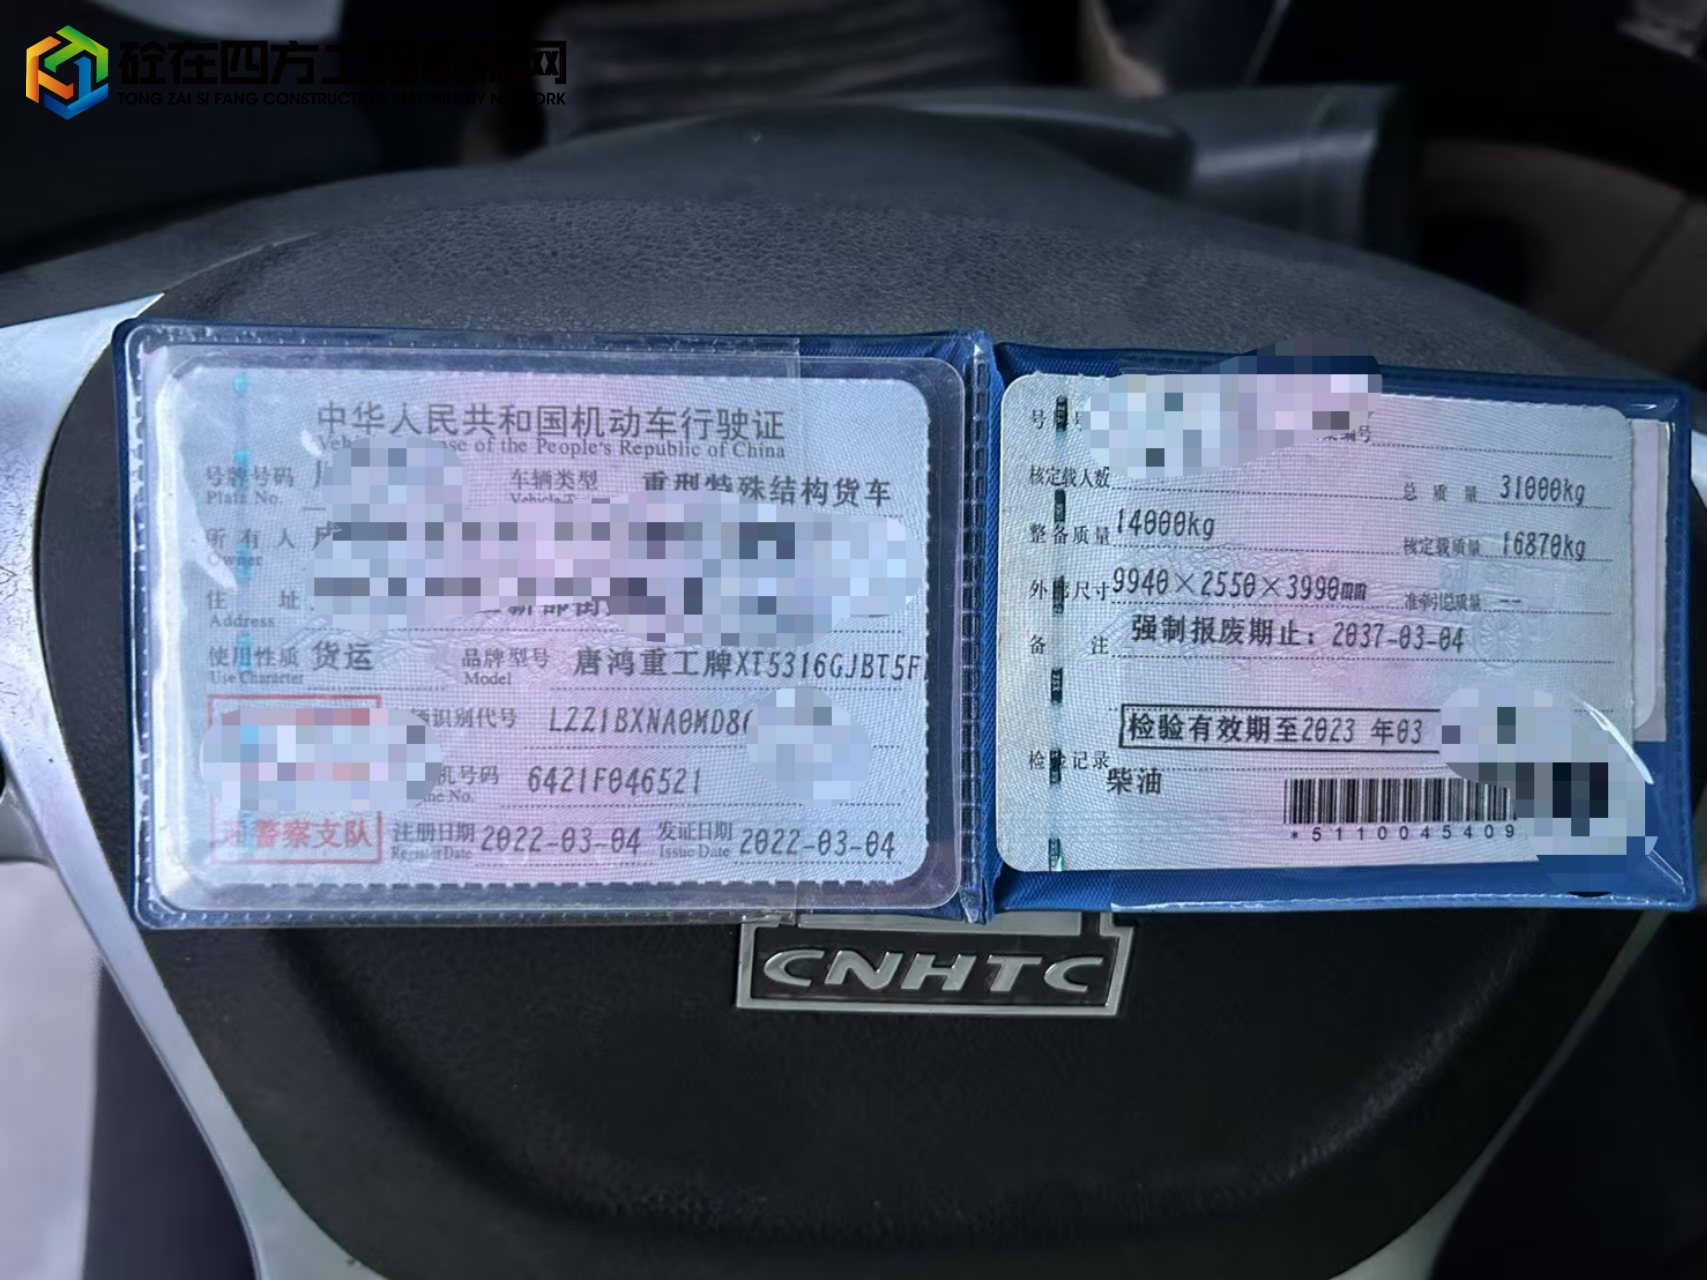 砼在四方工程机械网
TONG ZAI SI FANG CONSTRUCTION MACHINERY NETWORK
中华人民共和国机动车行驶证
of the People's Republic of China
号牌号码 车辆类型 重型特殊结构货车
Plate No.
所有人
Owner
住 址
Address
使用性质 货运 品牌型号 唐鸿重工牌XT5316GJBT5F
Use Character Model
识别代号 LZZ1BXNA0MD8
机号码 6421F046521
No.
警察支队 注册日期 2022-03-04 发证日期 2022-03-04
Register Date Issue Date
号
编号
核定载人数 总质量 31000kg
整备质量 14000kg 核定载质量 16870kg
外 尺寸 9940×2550×3990mm 准牵引总质量 --
备 注 强制报废期止：2037-03-04
检验有效期至2023 年03
检 记录
柴油
*5110045409
CNHTC